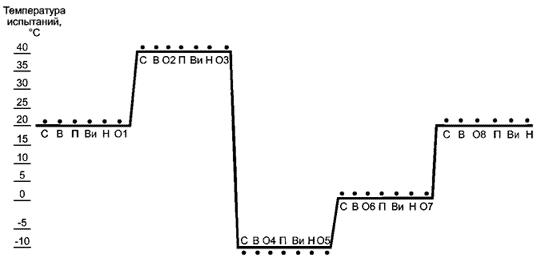 Температура
испытаний,
°С
40
35
30
25
20
15
10
5
0
-5
-10
С В О2 П Ви Н О3
С В П Ви Н О1
С В О8 П Ви Н
С В О6 П Ви Н О7
С В О4 П Ви Н О5